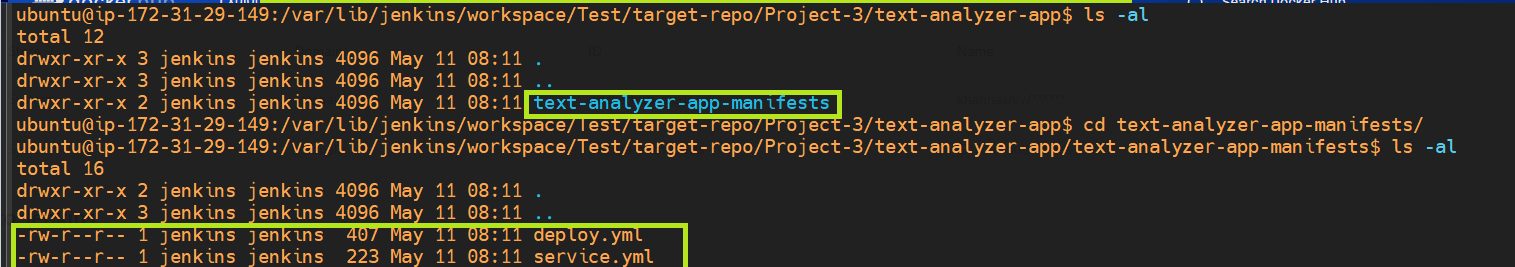 Search Docker Hub
ubuntu@ip-172-31-29-149:/var/lib/jenkins/workspace/Test/target-repo/Project-3/text-analyzer-app$ ls -al
total 12
drwxr-xr-x 3 jenkins jenkins 4096 May 11 08:11 .
drwxr-xr-x 3 jenkins jenkins 4096 May 11 08:11 ..
drwxr-xr-x 2 jenkins jenkins 4096 May 11 08:11 text-analyzer-app-manifests
ubuntu@ip-172-31-29-149:/var/lib/jenkins/workspace/Test/target-repo/Project-3/text-analyzer-app$ cd text-analyzer-app-manifests/
ubuntu@ip-172-31-29-149:/var/lib/jenkins/workspace/Test/target-repo/Project-3/text-analyzer-app/text-analyzer-app-manifests$ ls -al
total 16
drwxr-xr-x 2 jenkins jenkins 4096 May 11 08:11 .
drwxr-xr-x 3 jenkins jenkins 4096 May 11 08:11 ..
-rw-r--r-- 1 jenkins jenkins  407 May 11 08:11 deploy.yml
-rw-r--r-- 1 jenkins jenkins  223 May 11 08:11 service.yml